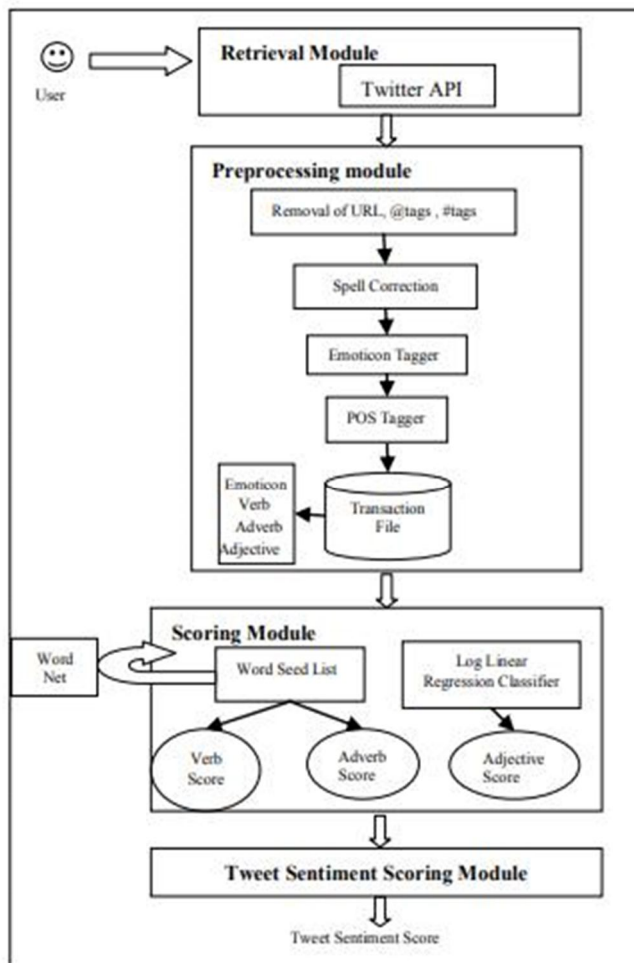 User
Retrieval Module
Twitter API
Preprocessing module
Removal of URL, @tags , #tags
Spell Correction
Emoticon Tagger
POS Tagger
Emoticon
Verb
Adverb
Adjective
Transaction
File
Scoring Module
Word
Net
Word Seed List
Log Linear
Regression Classifier
Verb
Score
Adverb
Score
Adjective
Score
Tweet Sentiment Scoring Module
Tweet Sentiment Score